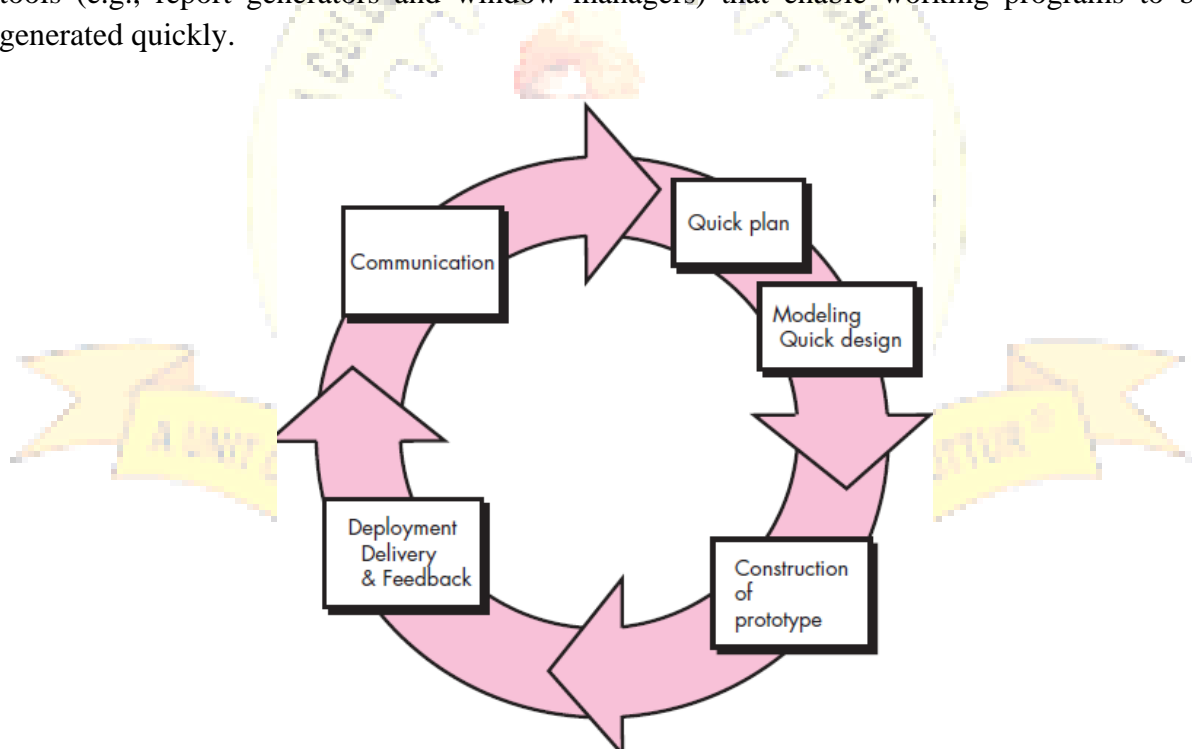 tools (e.g., report generators and window managers) that enable working programs to b
generated quickly.
Communication
Quick plan
Modeling
Quick design
Construction
of
prototype
Deployment
Delivery
& Feedback
A UNIT